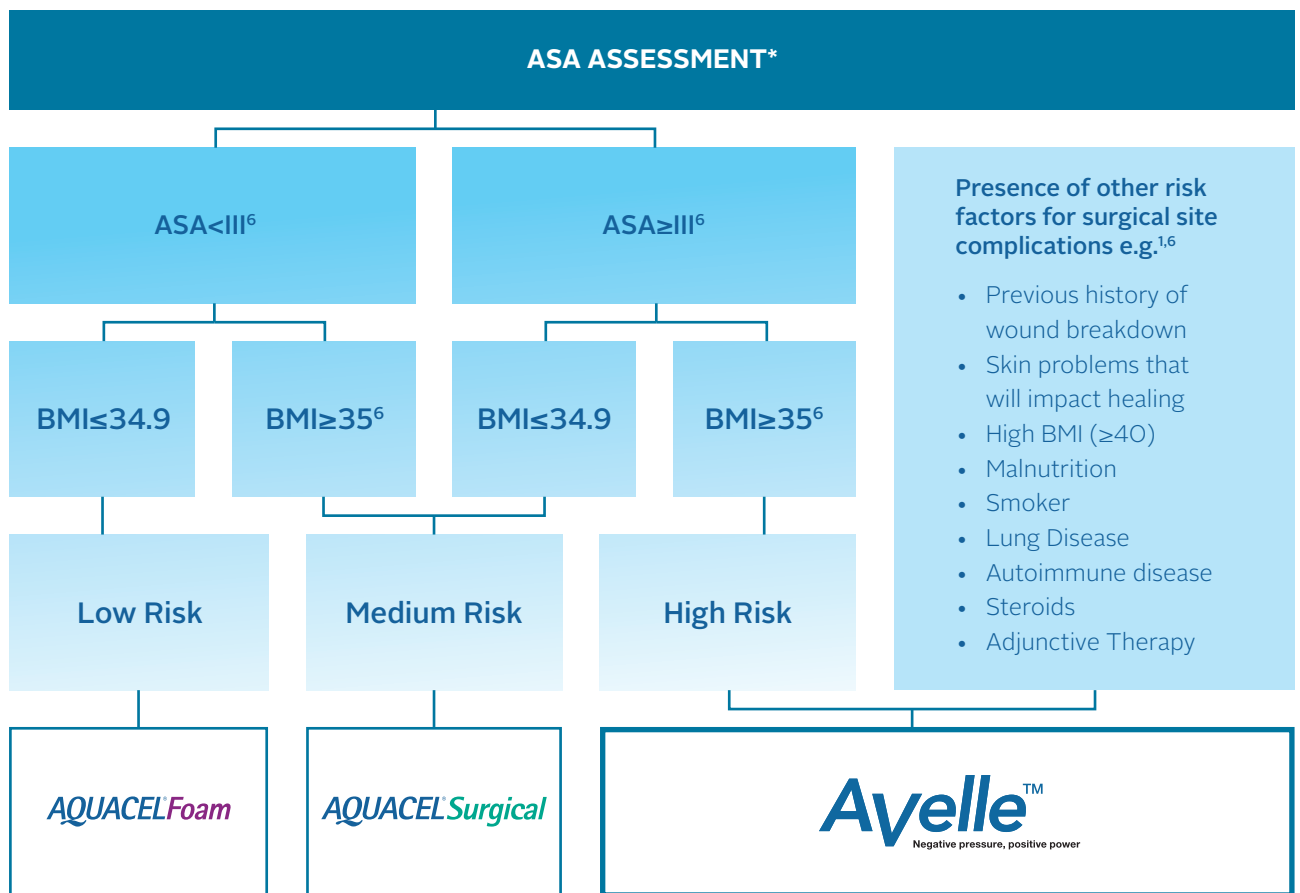 ASA ASSESSMENT*
ASA<III⁶
ASA≥III⁶
BMI≤34.9
BMI≥35⁶
BMI≤34.9
BMI≥35⁶
Low Risk
Medium Risk
High Risk
Presence of other risk
factors for surgical site
complications e.g.¹,⁶
• Previous history of
wound breakdown
• Skin problems that
will impact healing
• High BMI (≥40)
• Malnutrition
• Smoker
• Lung Disease
• Autoimmune disease
• Steroids
• Adjunctive Therapy
AQUACEL® Foam
AQUACEL® Surgical
Avelle™
Negative pressure, positive power